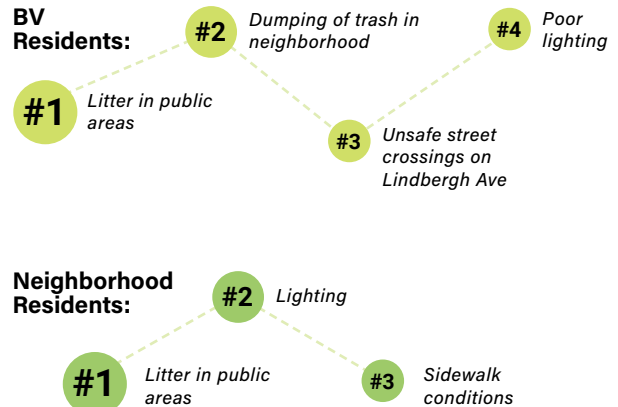 BV
Residents:
#1
Litter in public
areas
#2
Dumping of trash in
neighborhood
#3
Unsafe street
crossings on
Lindbergh Ave
#4
Poor
lighting
Neighborhood
Residents:
#1
Litter in public
areas
#2
Lighting
#3
Sidewalk
conditions